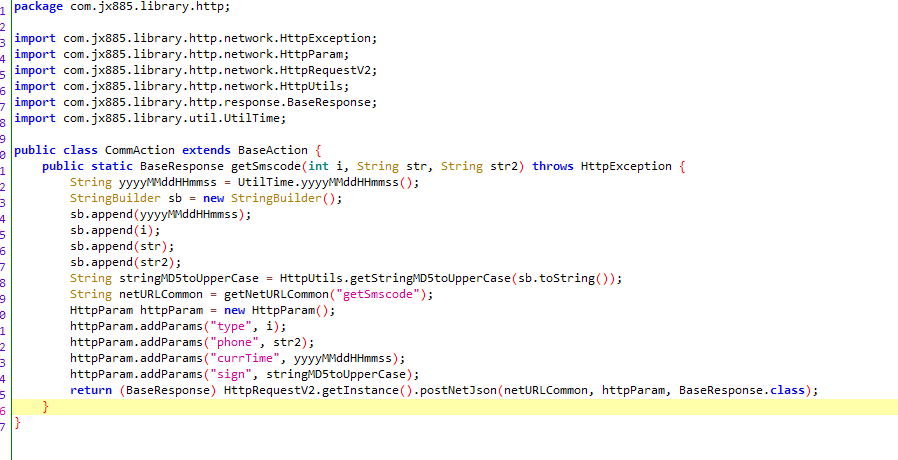 1 package com.jx885.library.http;
2
3 import com.jx885.library.http.network.HttpException;
4 import com.jx885.library.http.network.HttpParam;
5 import com.jx885.library.http.network.HttpRequestV2;
6 import com.jx885.library.http.network.HttpUtils;
7 import com.jx885.library.http.response.BaseResponse;
8 import com.jx885.library.util.UtilTime;
9
0 public class CommAction extends BaseAction {
1 public static BaseResponse getSmscode(int i, String str, String str2) throws HttpException {
2 String yyyyMMddHHmmss = UtilTime.yyyyMMddHHmmss();
3 StringBuilder sb = new StringBuilder();
4 sb.append(yyyyMMddHHmmss);
5 sb.append(i);
6 sb.append(str);
7 sb.append(str2);
8 String stringMD5toUpperCase = HttpUtils.getStringMD5toUpperCase(sb.toString());
9 String netURLCommon = getNetURLCommon("getSmscode");
0 HttpParam httpParam = new HttpParam();
1 httpParam.addParams("type", i);
2 httpParam.addParams("phone", str2);
3 httpParam.addParams("currTime", yyyyMMddHHmmss);
4 httpParam.addParams("sign", stringMD5toUpperCase);
5 return (BaseResponse) HttpRequestV2.getInstance().postNetJson(netURLCommon, httpParam, BaseResponse.class);
6 }
7 }